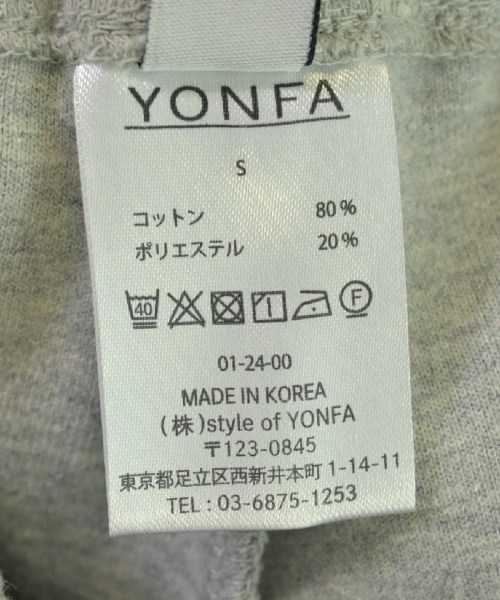 YONFA
S
コットン 80%
ポリエステル 20%
40 F
01-24-00
MADE IN KOREA
(株)style of YONFA
〒123-0845
東京都足立区西新井本町 1-14-11
TEL : 03-6875-1253